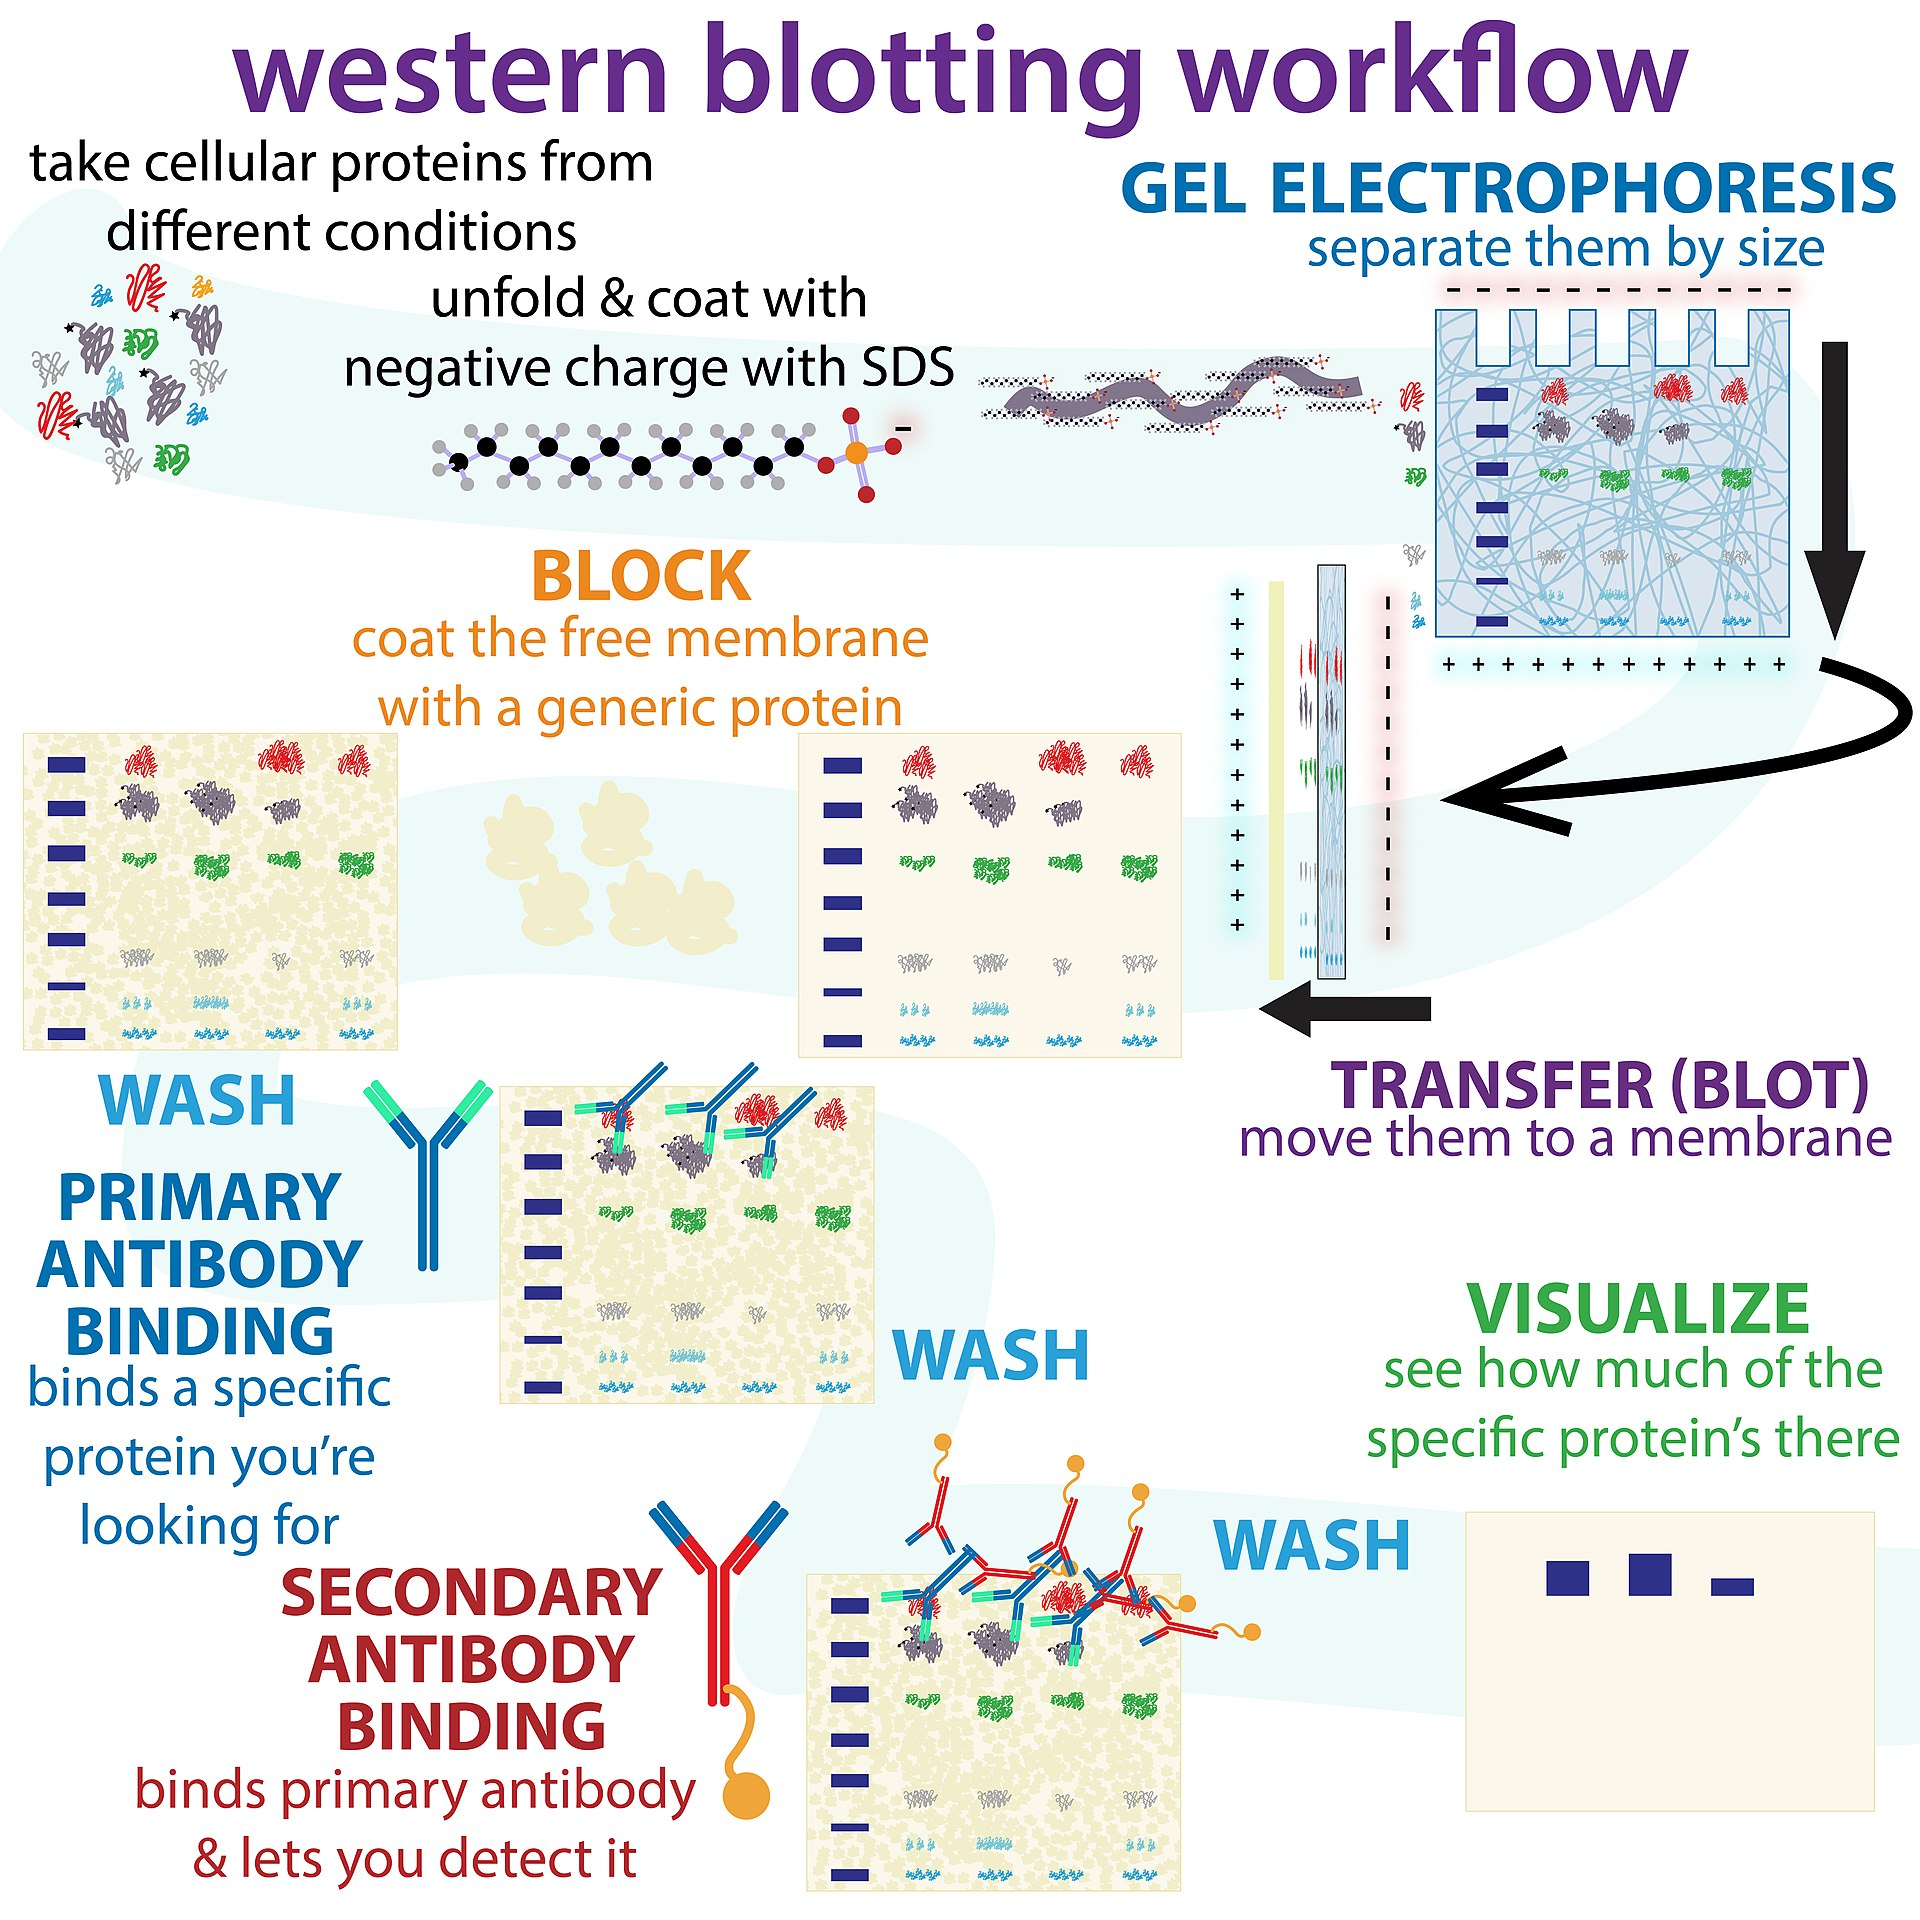 western blotting workflow
take cellular proteins from
different conditions
unfold & coat with
negative charge with SDS
-
GEL ELECTROPHORESIS
separate them by size
- - - - - - - - - - - -
+ + + + + + + + + + + +
+ + + + + + + + + + + +
- - - - - - - - - - - -
TRANSFER (BLOT)
move them to a membrane
BLOCK
coat the free membrane
with a generic protein
WASH
PRIMARY
ANTIBODY
BINDING
binds a specific
protein you're
looking for
WASH
SECONDARY
ANTIBODY
BINDING
binds primary antibody
& lets you detect it
WASH
VISUALIZE
see how much of the
specific protein's there